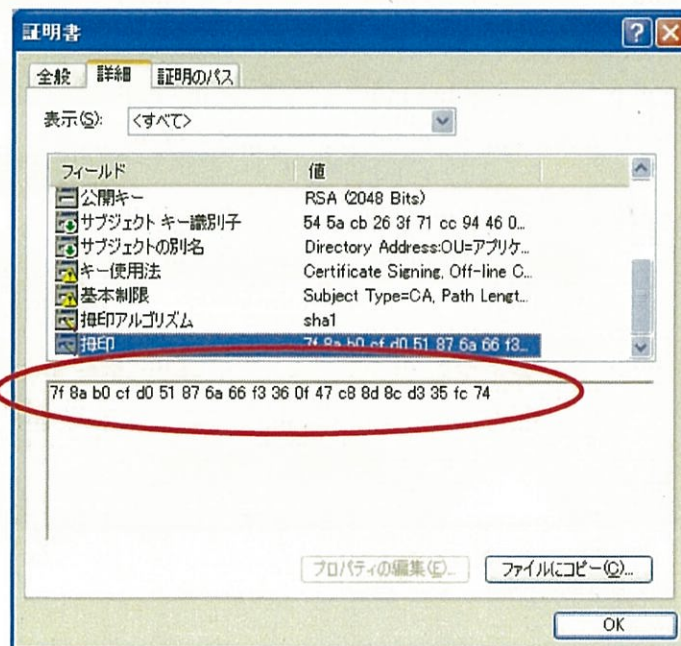 証明書
全般 詳細 証明のパス
表示(S): <すべて>
フィールド 値
公開キー RSA (2048 Bits)
サブジェクト キー識別子 54 5a cb 26 3f 71 cc 94 46 0...
サブジェクトの別名 Directory Address:OU=アプリケ...
キー使用法 Certificate Signing, Off-line C...
基本制限 Subject Type=CA, Path Lengt...
拇印アルゴリズム sha1
拇印 7f 8a b0 cf d0 51 87 6a 66 f3...
7f 8a b0 cf d0 51 87 6a 66 f3 36 0f 47 c8 8d 8c d3 35 fc 74
プロパティの編集(E)... ファイルにコピー(C)...
OK